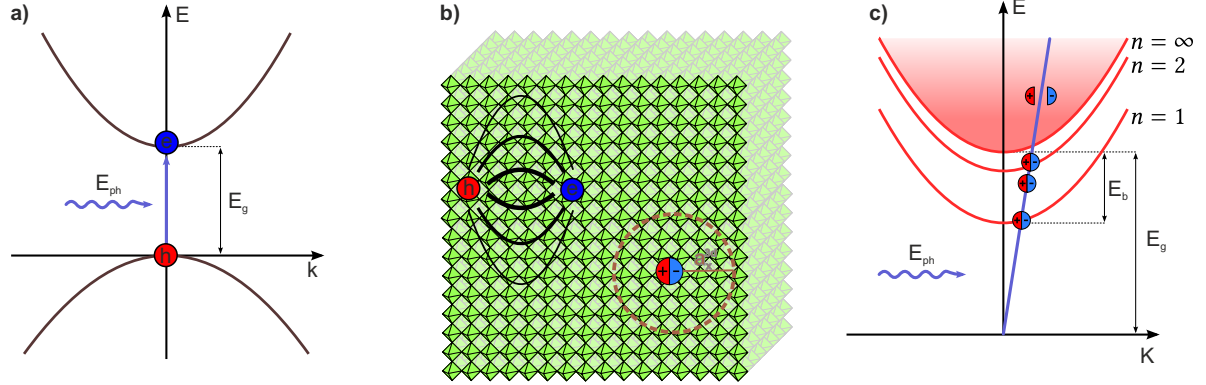 a)
E
e
E_ph
E_g
h
k
b)
h
e
+ -
c)
E
n = ∞
n = 2
+ -
n = 1
+ -
+ -
E_b
+ -
E_g
E_ph
K